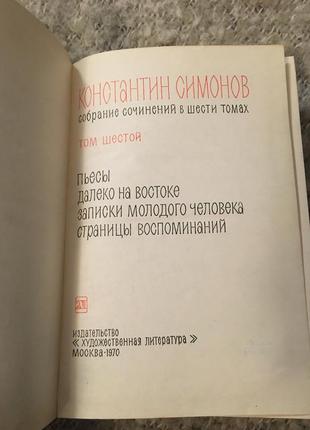 КОНСТАНТИН СИМОНОВ
СОБРАНИЕ СОЧИНЕНИЙ В ШЕСТИ ТОМАХ
ТОМ ШЕСТОЙ
ПЬЕСЫ
ДАЛЕКО НА ВОСТОКЕ
ЗАПИСКИ МОЛОДОГО ЧЕЛОВЕКА
СТРАНИЦЫ ВОСПОМИНАНИЙ
ИЗДАТЕЛЬСТВО
«ХУДОЖЕСТВЕННАЯ ЛИТЕРАТУРА»
МОСКВА·1970